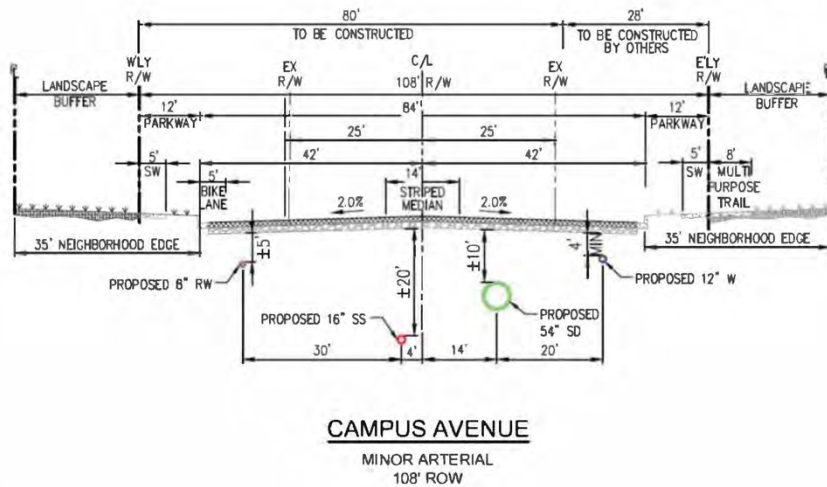 80'
TO BE CONSTRUCTED
28'
TO BE CONSTRUCTED
BY OTHERS
W'LY
R/W
EX
R/W
C/L
108' R/W
EX
R/W
E'LY
R/W
LANDSCAPE
BUFFER
LANDSCAPIE
BUFFER
12'
PARKWAY
84'
12'
PARKWAY
25'
25'
5'
SW
42'
42'
5'
BIKE
LANE
14'
STRIPED
MEDIAN
5'
SW
8'
MULTI
PURPOSE
TRAIL
2.0%
2.0%
35' NEIGHBORHOOD EDGE
35' NEIGHBORHOOD EDGE
±5'
±20'
±10'
4' MIN
PROPOSED 8" RW
PROPOSED 16" SS
PROPOSED
54" SD
PROPOSED 12" W
30'
4'
14'
20'
CAMPUS AVENUE
MINOR ARTERIAL
108' ROW